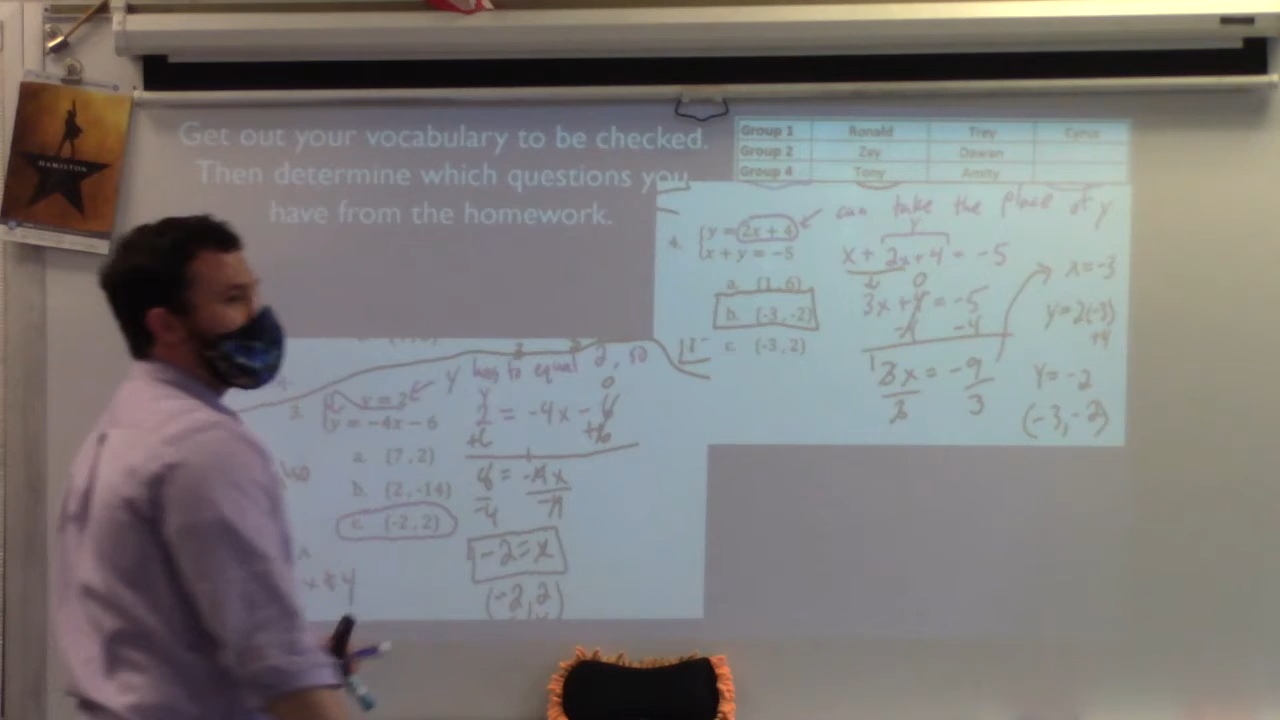 HAMILTON
Get out your vocabulary to be checked.
Then determine which questions you
have from the homework.
Group 1 Ronald Trey Cyrus
Group 2 Zay Dawan
Group 4 Tony Amity
can take the place of y
4. y = 2x + 4
x + y = -5
a. (1, 6)
b. (-3, -2)
c. (-3, 2)
y
x + 2x + 4 = -5
0
3x + 4 = -5
-4 -4
3x = -9
3 3
x = -3
y = 2(-3)
+4
y = -2
(-3, -2)
y has to equal 2, so
3. y = 2
y = -4x - 6
a. (7, 2)
b. (2, -14)
c. (-2, 2)
y 0
2 = -4x - 6
+6 +6
8 = -4x
-4 -4
-2 = x
(-2, 2)